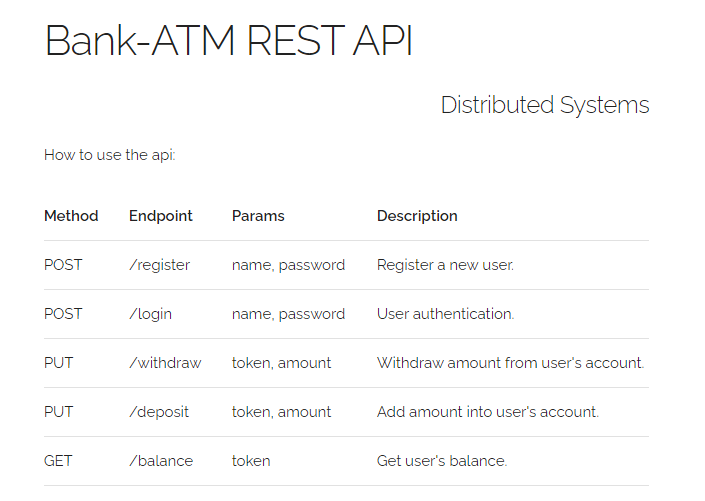 Bank-ATM REST API
Distributed Systems
How to use the api:
Method Endpoint Params Description
POST /register name, password Register a new user.
POST /login name, password User authentication.
PUT /withdraw token, amount Withdraw amount from user's account.
PUT /deposit token, amount Add amount into user's account.
GET /balance token Get user's balance.